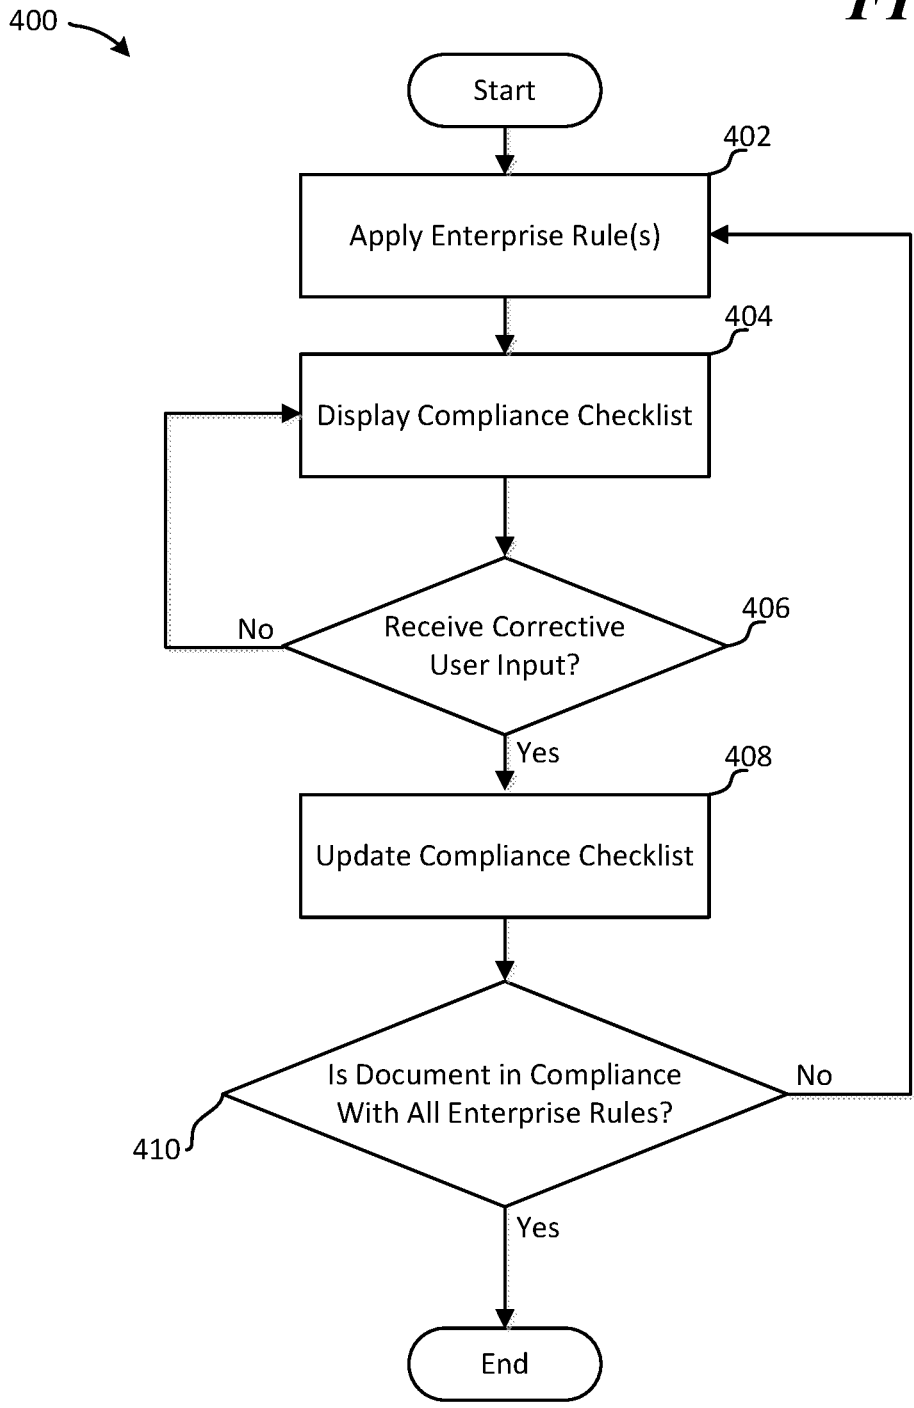 400
Start
402
Apply Enterprise Rule(s)
404
Display Compliance Checklist
406
No
Receive Corrective
User Input?
Yes
408
Update Compliance Checklist
Is Document in Compliance
With All Enterprise Rules?
No
410
Yes
End